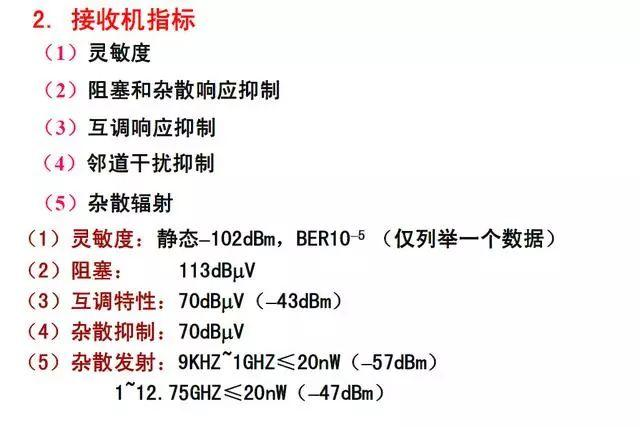 2. 接收机指标
（1）灵敏度
（2）阻塞和杂散响应抑制
（3）互调响应抑制
（4）邻道干扰抑制
（5）杂散辐射
（1）灵敏度：静态–102dBm，BER10⁻⁵ （仅列举一个数据）
（2）阻塞： 113dBμV
（3）互调特性：70dBμV（–43dBm）
（4）杂散抑制：70dBμV
（5）杂散发射：9KHZ~1GHZ≤20nW（–57dBm）
1~12.75GHZ≤20nW（–47dBm）